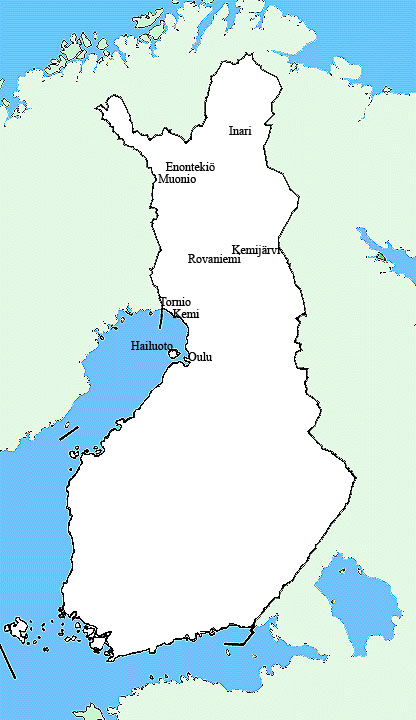 Inari
Enontekiö
Muonio
Kemijärvi
Rovaniemi
Tornio
Kemi
Hailuoto
Oulu